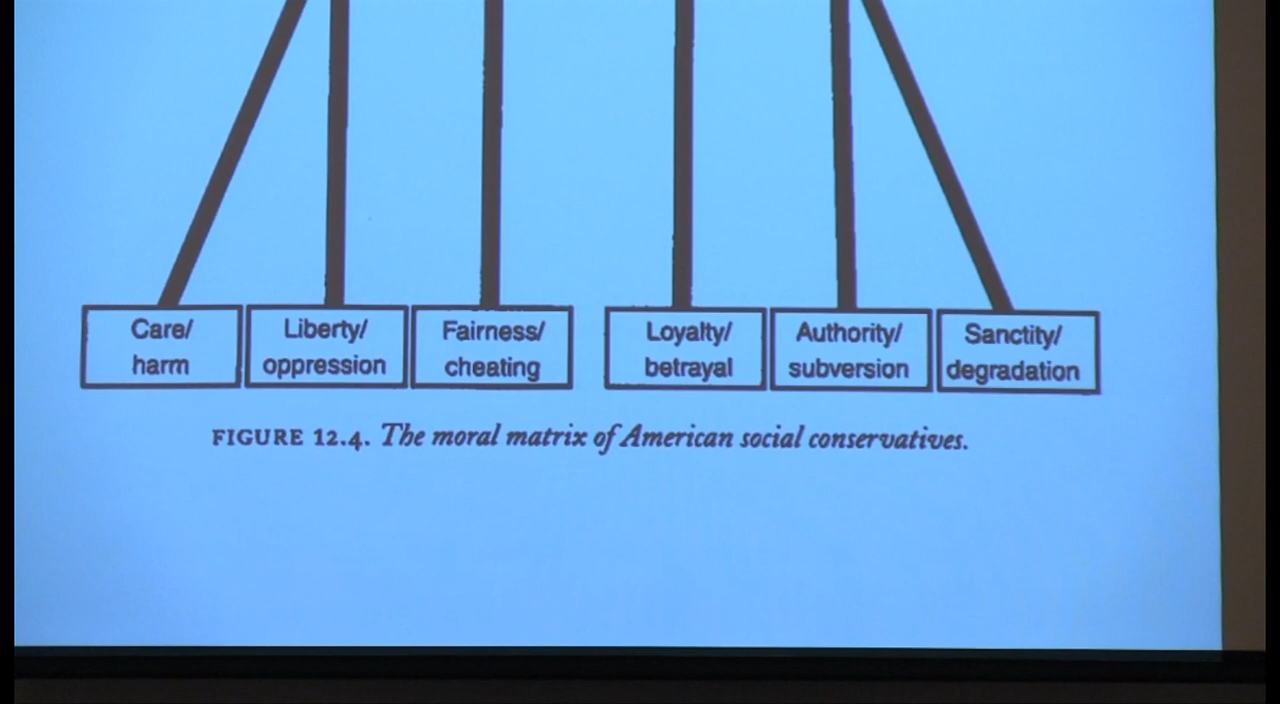 Care/
harm
Liberty/
oppression
Fairness/
cheating
Loyalty/
betrayal
Authority/
subversion
Sanctity/
degradation
FIGURE 12.4. The moral matrix of American social conservatives.